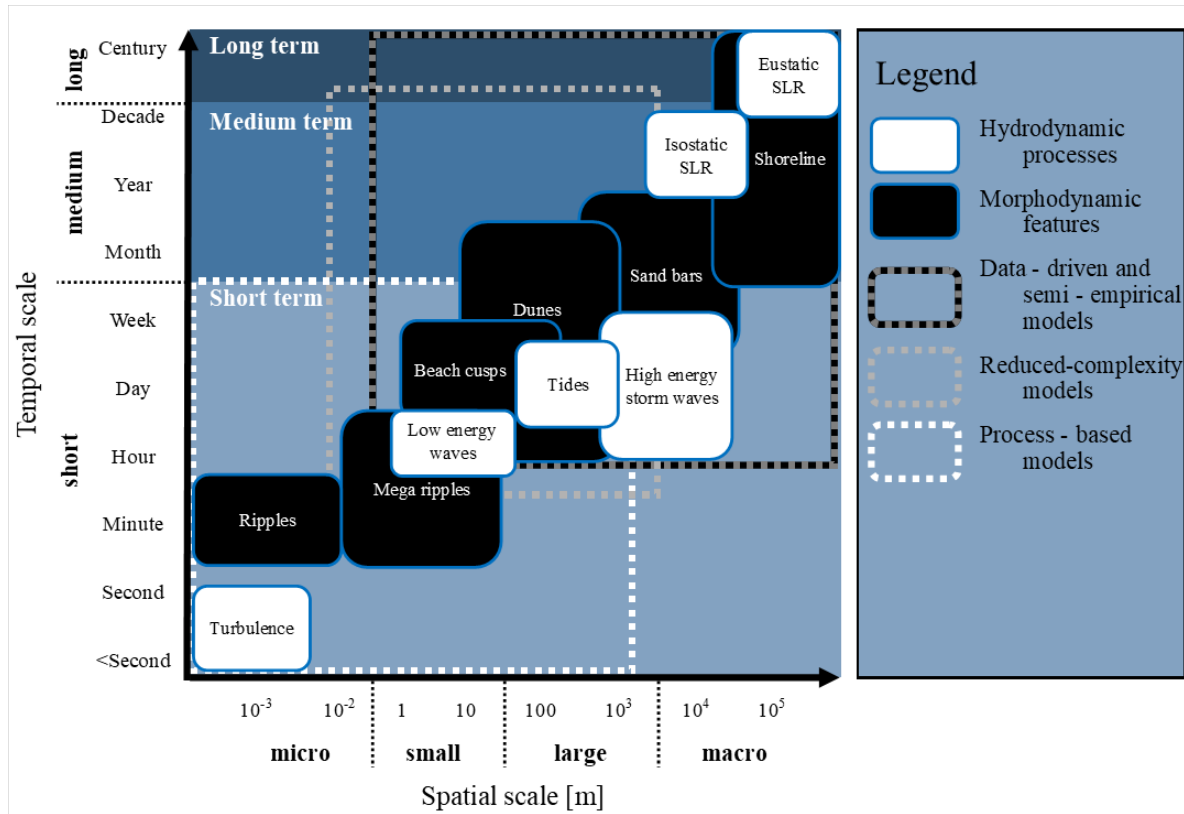 Temporal scale
long
medium
short
Century
Decade
Year
Month
Week
Day
Hour
Minute
Second
<Second
Long term
Medium term
Short term
Eustatic
SLR
Isostatic
SLR
Shoreline
Sand bars
Dunes
Beach cusps
Tides
High energy
storm waves
Low energy
waves
Mega ripples
Ripples
Turbulence
10⁻³ 10⁻² 1 10 100 10³ 10⁴ 10⁵
micro small large macro
Spatial scale [m]
Legend
Hydrodynamic
processes
Morphodynamic
features
Data - driven and
semi - empirical
models
Reduced-complexity
models
Process - based
models